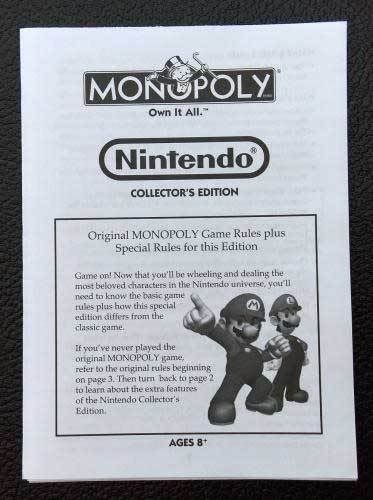 MONOPOLY®
Own It All.™
Nintendo®
COLLECTOR'S EDITION
Original MONOPOLY Game Rules plus
Special Rules for this Edition
Game on! Now that you'll be wheeling and dealing the
most beloved characters in the Nintendo universe, you'll
need to know the basic game
rules plus how this special
edition differs from the
classic game.
If you've never played the
original MONOPOLY game,
refer to the original rules beginning
on page 3. Then turn back to page 2
to learn about the extra features
of the Nintendo Collector's
Edition.
M
AGES 8+